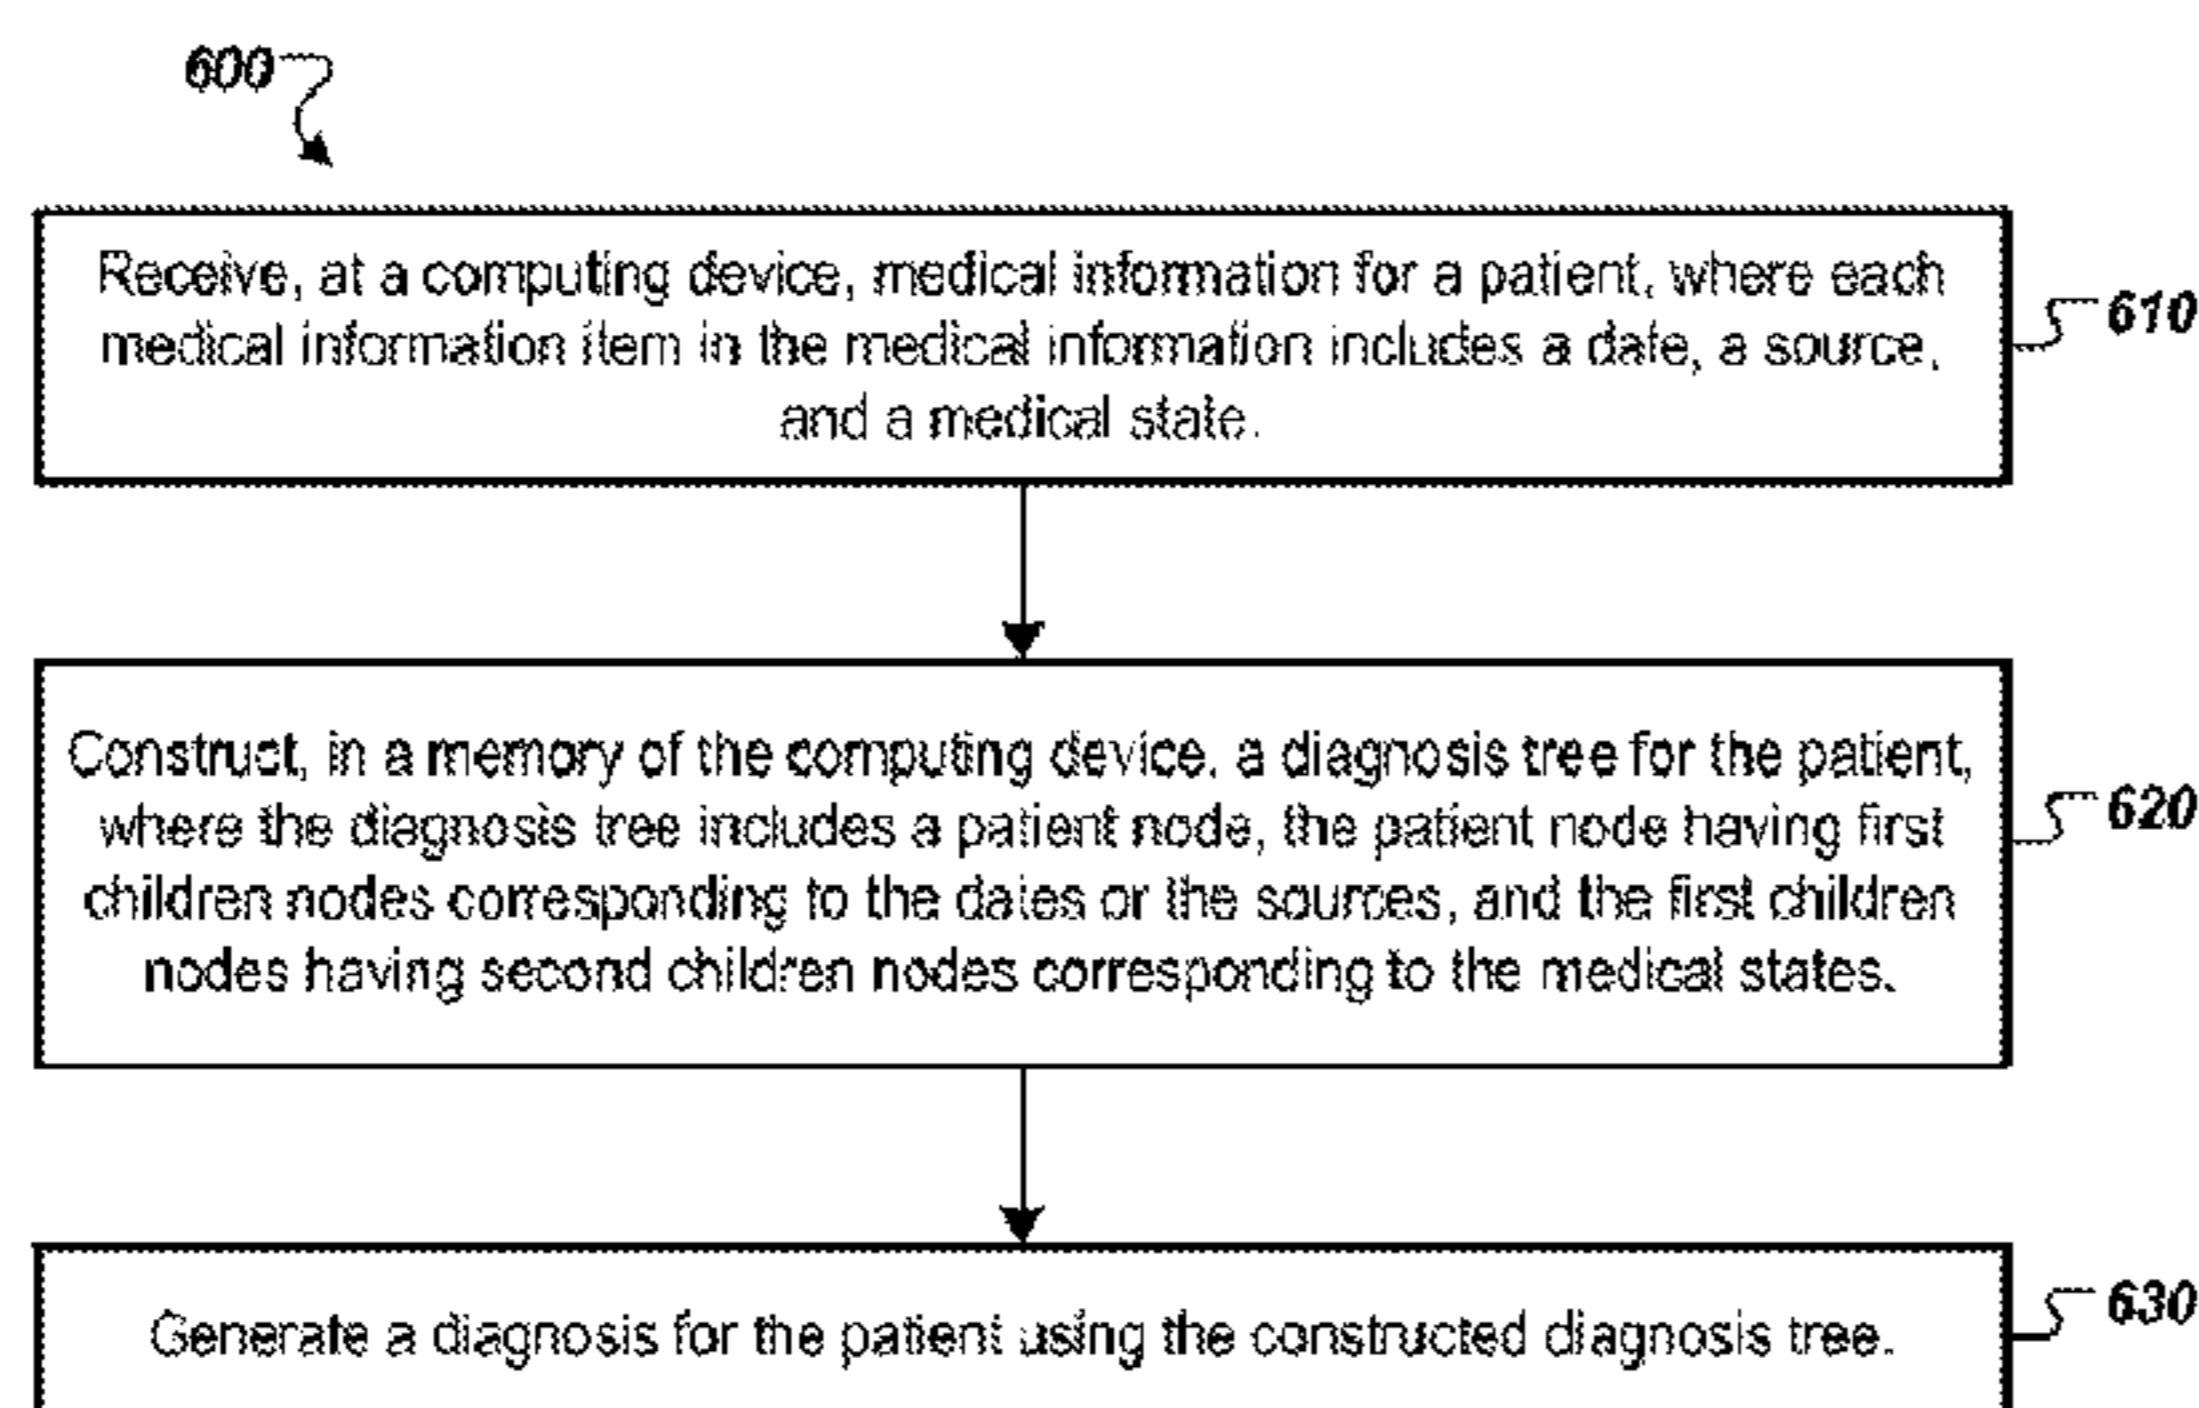 600
Receive, at a computing device, medical information for a patient, where each
medical information item in the medical information includes a date, a source,
and a medical state.
610
Construct, in a memory of the computing device, a diagnosis tree for the patient,
where the diagnosis tree includes a patient node, the patient node having first
children nodes corresponding to the dates or the sources, and the first children
nodes having second children nodes corresponding to the medical states.
620
Generate a diagnosis for the patient using the constructed diagnosis tree.
630